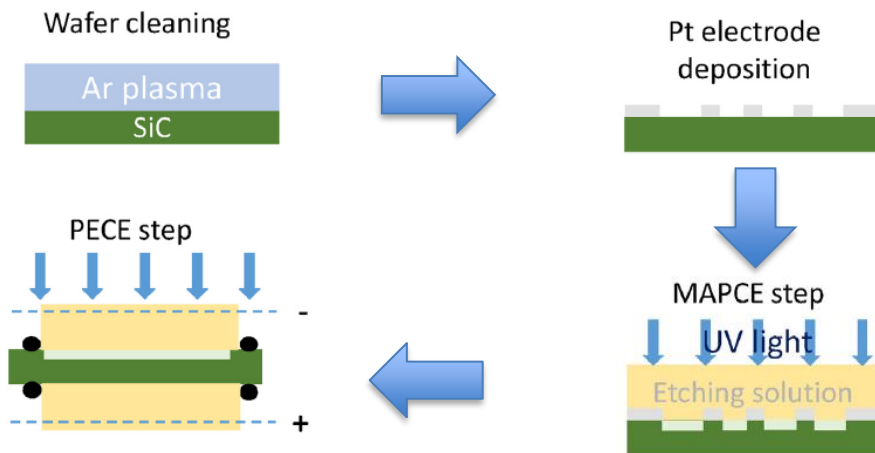 Wafer cleaning
Ar plasma
SiC
Pt electrode
deposition
MAPCE step
UV light
Etching solution
PECE step
-
+